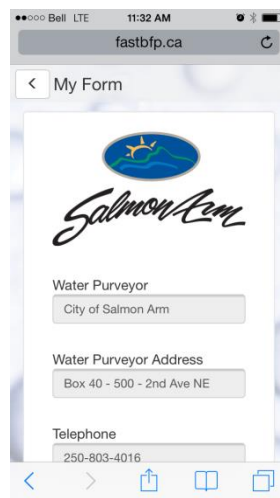 Bell LTE 11:32 AM
fastbfp.ca
My Form
Salmon Arm
Water Purveyor
City of Salmon Arm
Water Purveyor Address
Box 40 - 500 - 2nd Ave NE
Telephone
250-803-4016